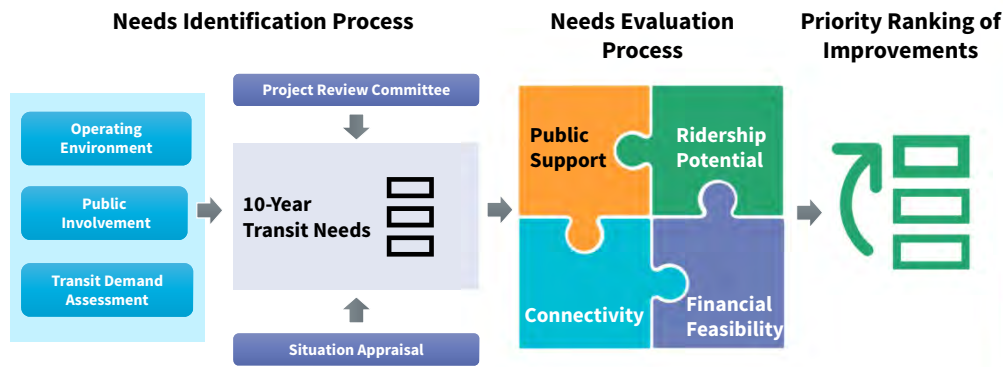 Needs Identification Process
Needs Evaluation
Process
Priority Ranking of
Improvements
Project Review Committee
Operating
Environment
Public
Involvement
Transit Demand
Assessment
10-Year
Transit Needs
Situation Appraisal
Public
Support
Ridership
Potential
Connectivity
Financial
Feasibility